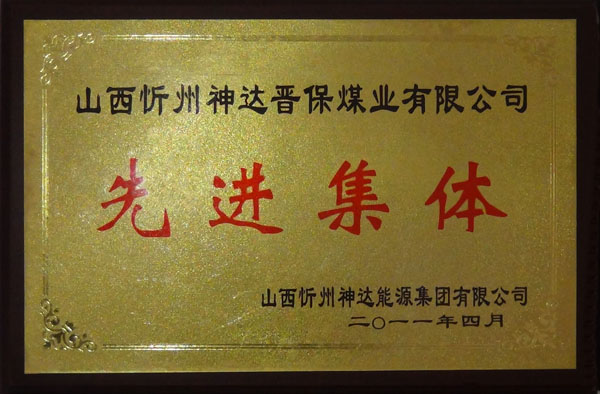 山西忻州神达晋保煤业有限公司
先进集体
山西忻州神达能源集团有限公司
二〇一一年四月